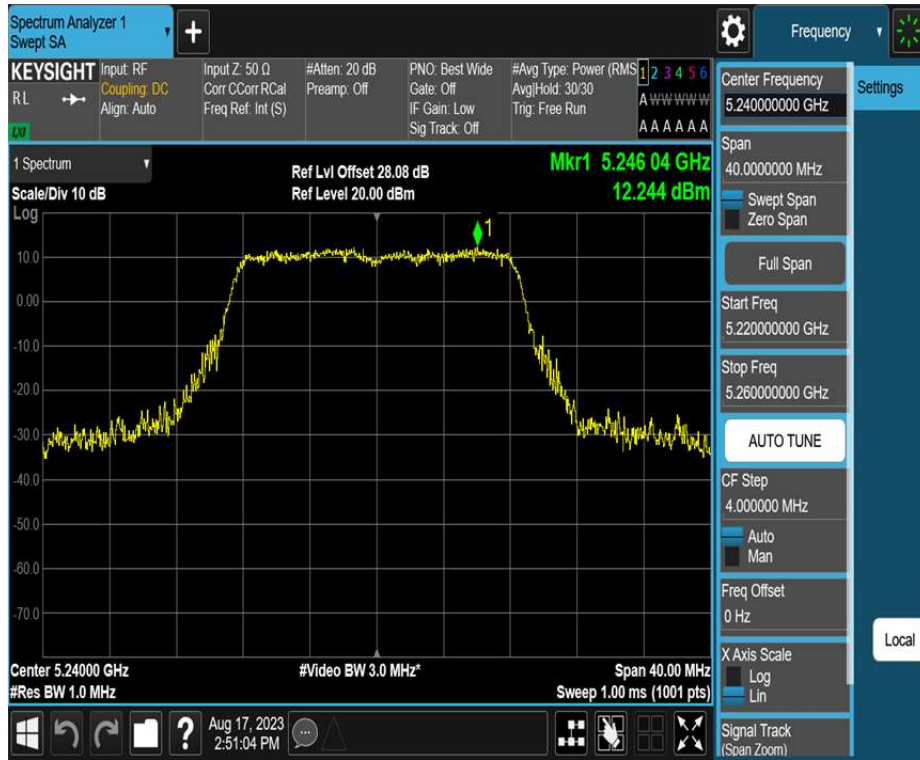 Spectrum Analyzer 1
Swept SA
+
Frequency
KEYSIGHT
RL
LXI
Input: RF
Coupling: DC
Align: Auto
Input Z: 50 Ω
Corr CCorr RCal
Freq Ref: Int (S)
#Atten: 20 dB
Preamp: Off
PNO: Best Wide
Gate: Off
IF Gain: Low
Sig Track: Off
#Avg Type: Power (RMS
Avg|Hold: 30/30
Trig: Free Run
1 2 3 4 5 6
A W W W W W
A A A A A A
Settings
1 Spectrum
Scale/Div 10 dB
Log
Ref Lvl Offset 28.08 dB
Ref Level 20.00 dBm
Mkr1 5.246 04 GHz
12.244 dBm
1
10.0
0.00
-10.0
-20.0
-30.0
-40.0
-50.0
-60.0
-70.0
Center 5.24000 GHz
#Res BW 1.0 MHz
#Video BW 3.0 MHz*
Span 40.00 MHz
Sweep 1.00 ms (1001 pts)
Center Frequency
5.240000000 GHz
Span
40.0000000 MHz
Swept Span
Zero Span
Full Span
Start Freq
5.220000000 GHz
Stop Freq
5.260000000 GHz
AUTO TUNE
CF Step
4.000000 MHz
Auto
Man
Freq Offset
0 Hz
X Axis Scale
Log
Lin
Signal Track
(Span Zoom)
Local
?
Aug 17, 2023
2:51:04 PM